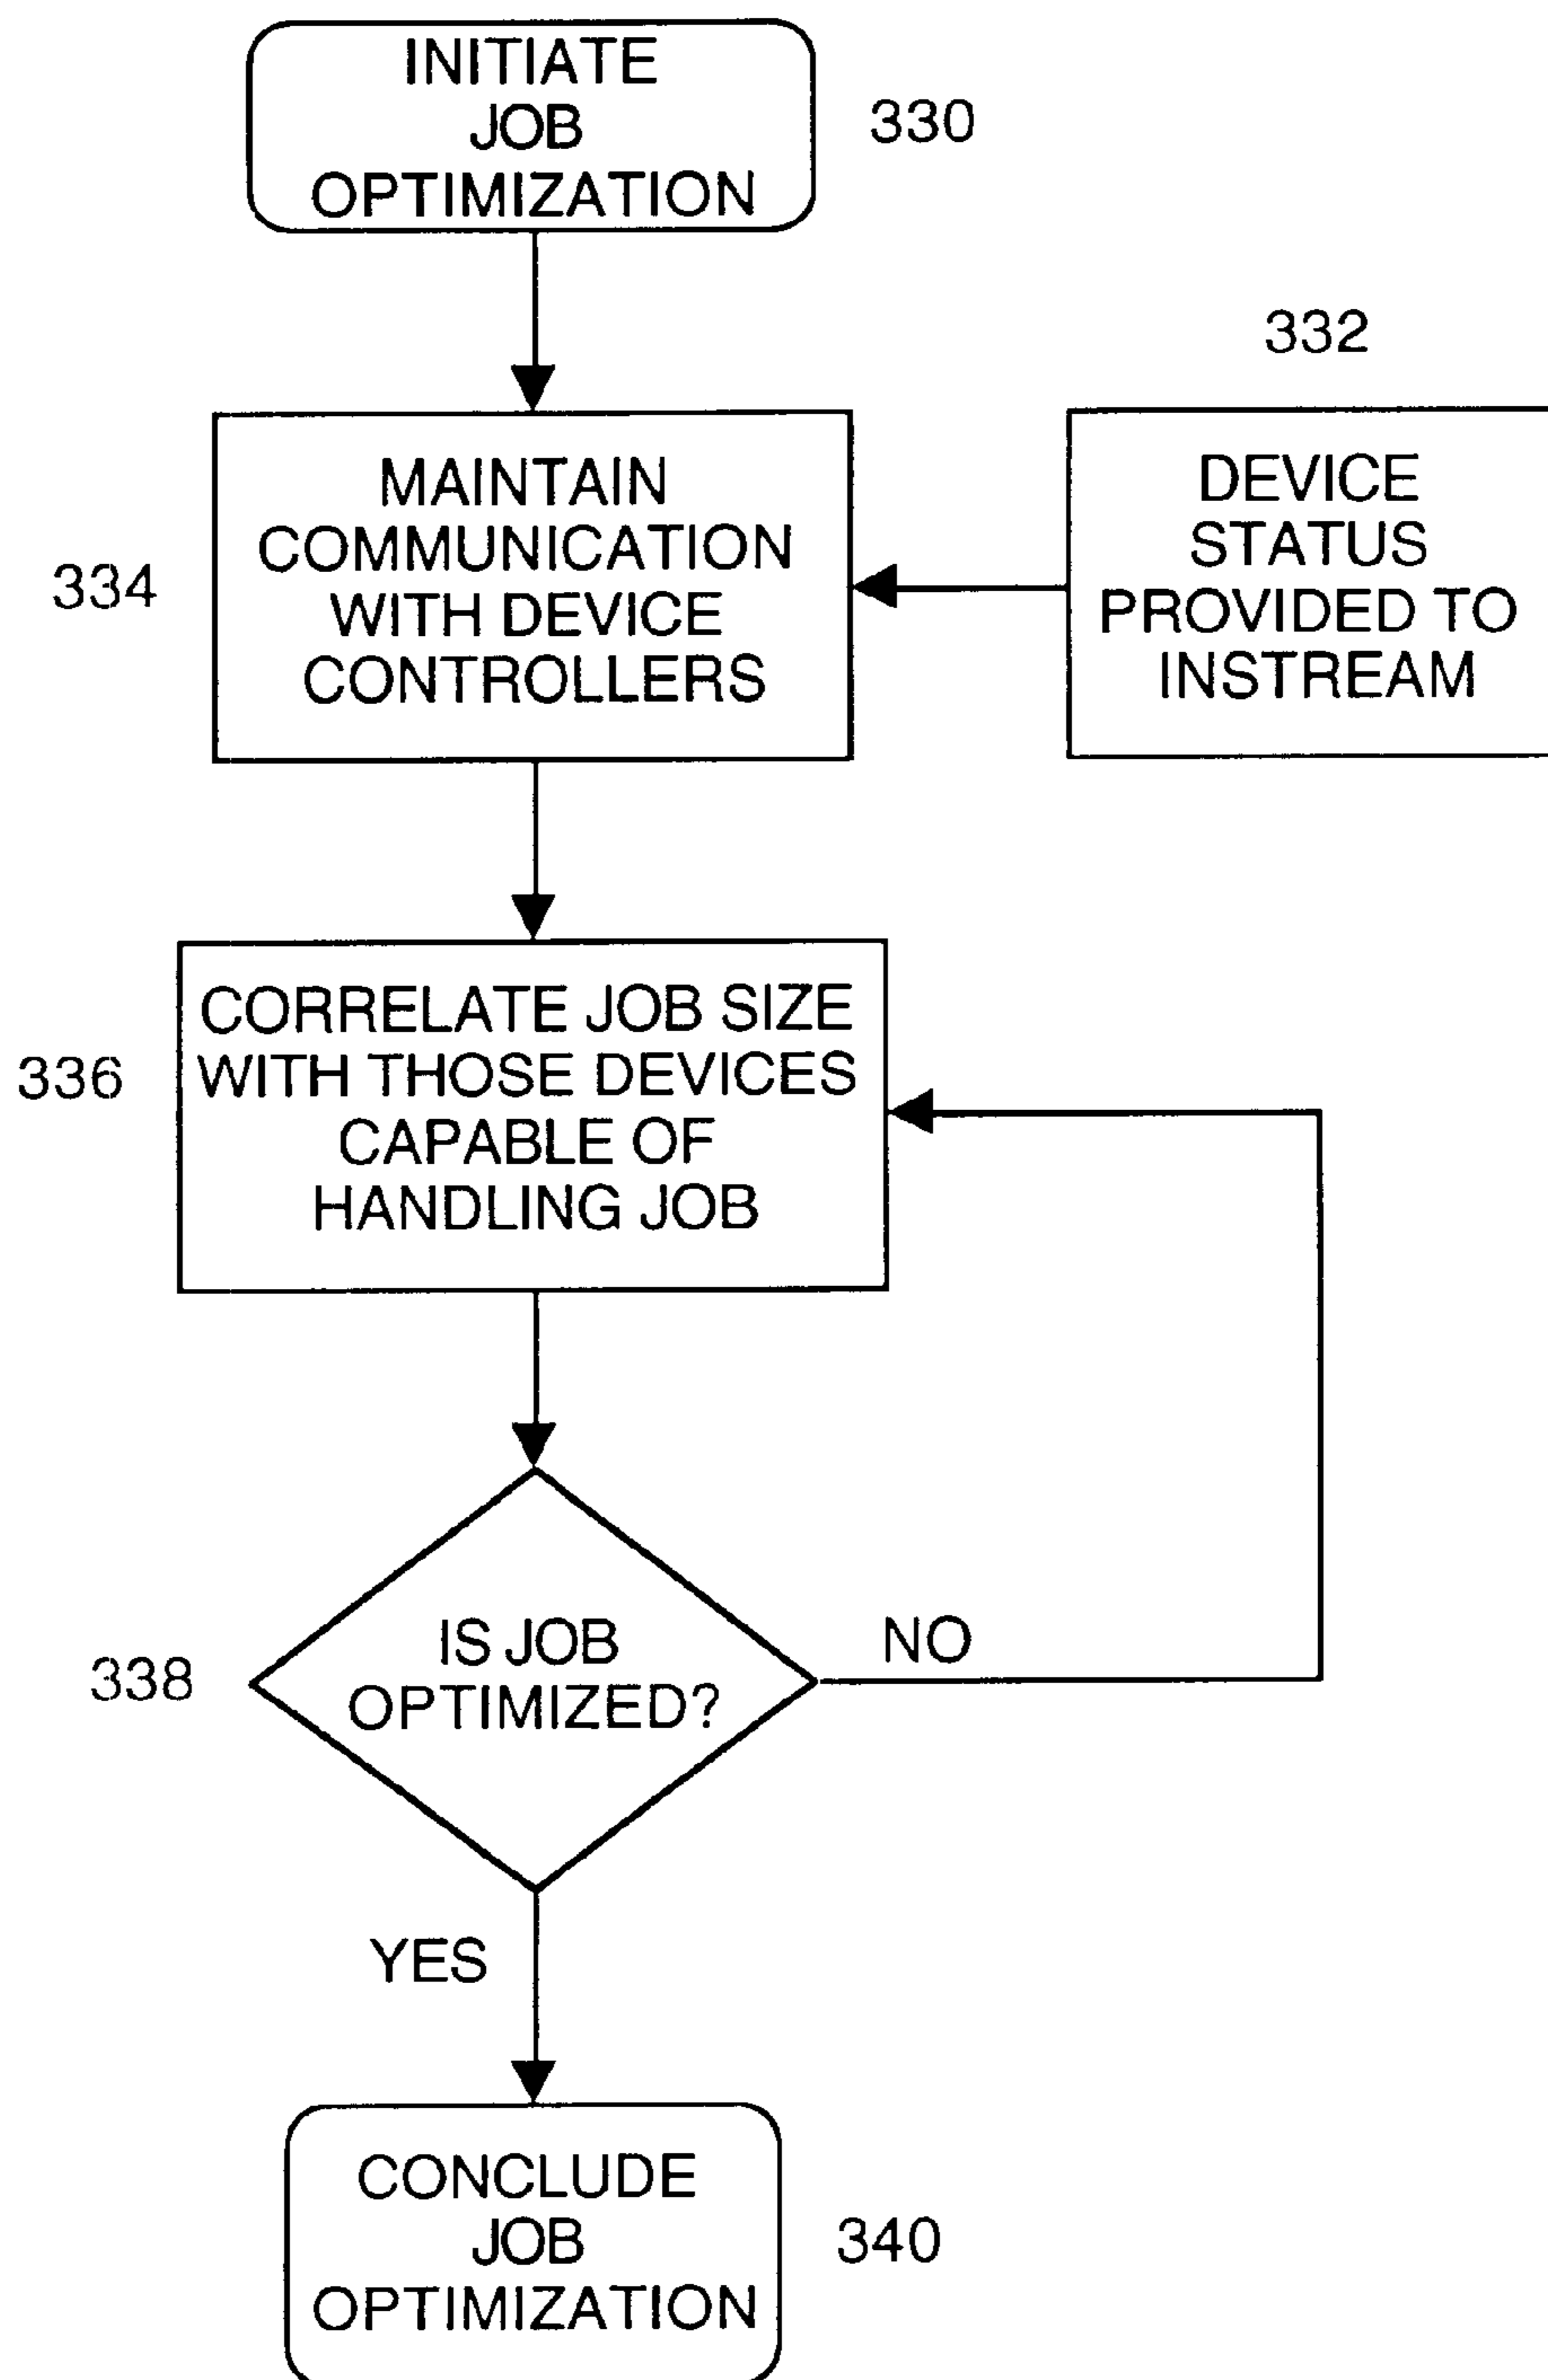 INITIATE
JOB
OPTIMIZATION
330
332
MAINTAIN
COMMUNICATION
WITH DEVICE
CONTROLLERS
334
DEVICE
STATUS
PROVIDED TO
INSTREAM
CORRELATE JOB SIZE
WITH THOSE DEVICES
CAPABLE OF
HANDLING JOB
336
IS JOB
OPTIMIZED?
338
NO
YES
CONCLUDE
JOB
OPTIMIZATION
340